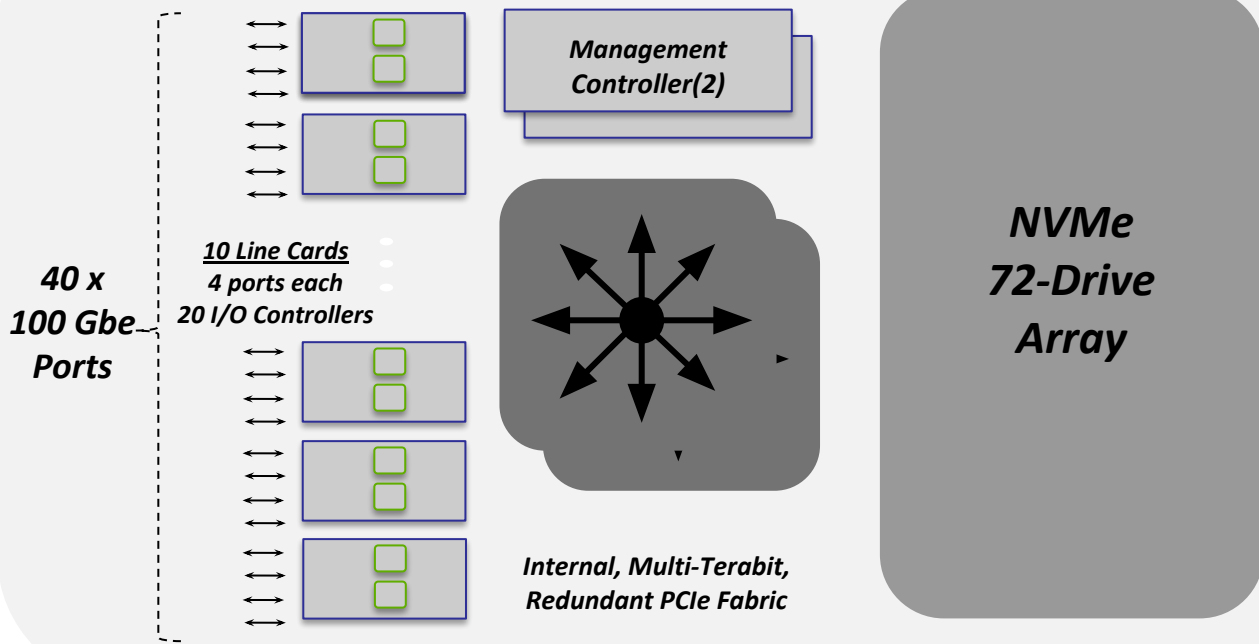 40 x
100 Gbe
Ports
10 Line Cards
4 ports each
20 I/O Controllers
Management
Controller(2)
Internal, Multi-Terabit,
Redundant PCIe Fabric
NVMe
72-Drive
Array